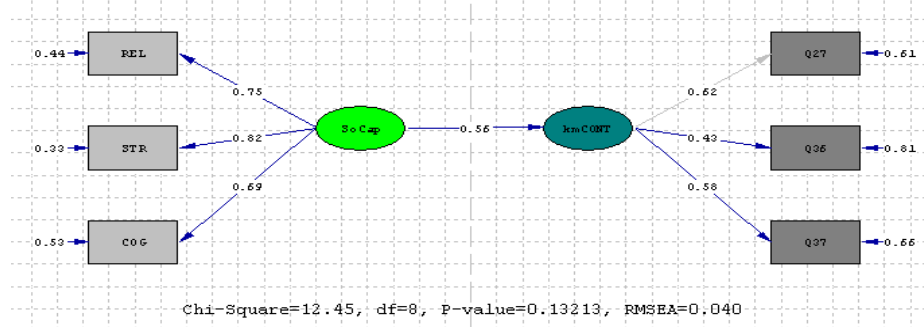 0.44 REL Q27 0.61
0.75 0.62
0.33 STR 0.82 SoCap 0.56 kmCONT 0.43 Q36 0.81
0.69 0.58
0.53 COG Q37 0.66
Chi-Square=12.45, df=8, P-value=0.13213, RMSEA=0.040